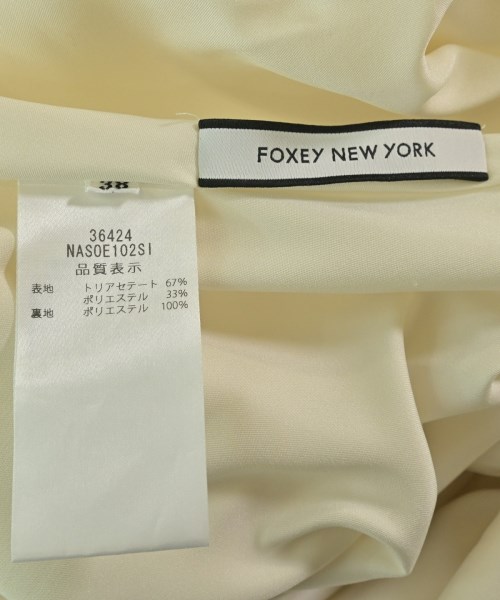 FOXEY NEW YORK
38
36424
NASOE102SI
品質表示
表地 トリアセテート 67%
ポリエステル 33%
裏地 ポリエステル 100%